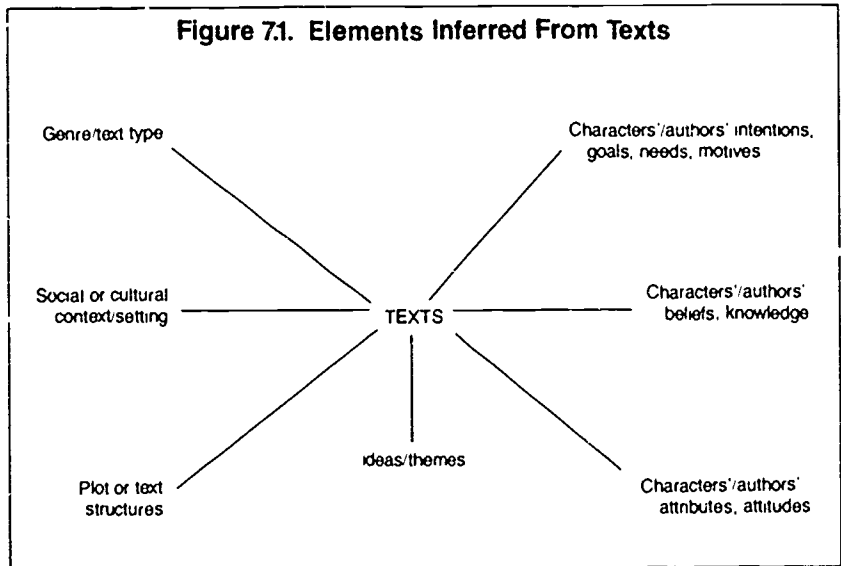 Figure 7.1. Elements Inferred From Texts
Genre/text type
Characters'/authors' intentions,
goals, needs, motives
Social or cultural
context/setting
TEXTS
Characters'/authors'
beliefs, knowledge
Ideas/themes
Plot or text
structures
Characters'/authors'
attributes, attitudes